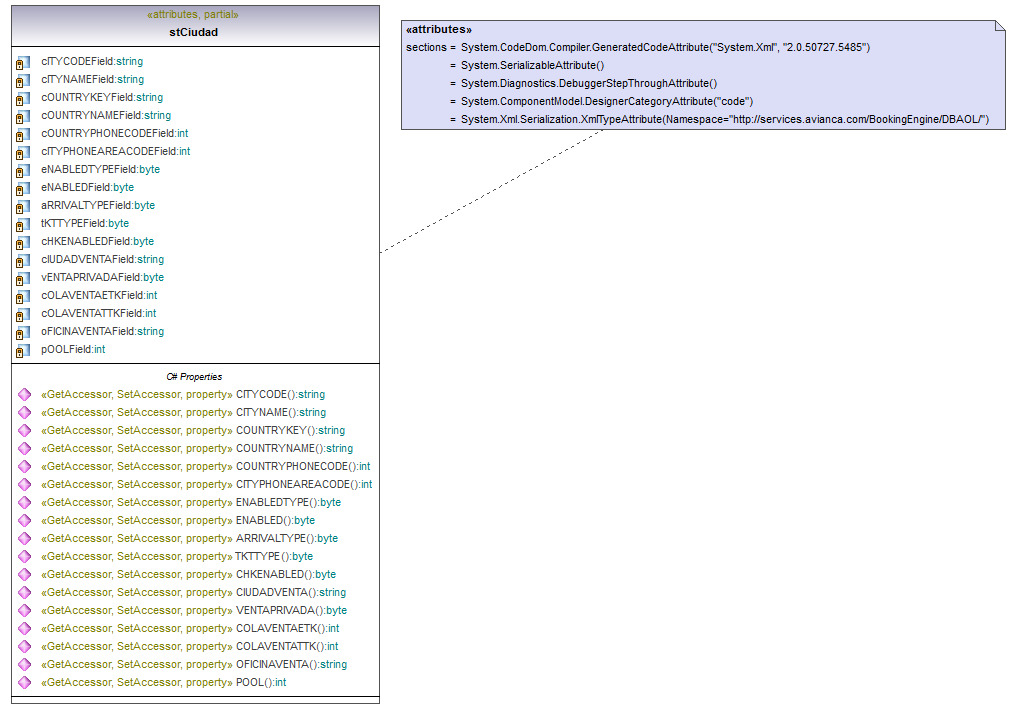 «attributes, partial»
stCiudad
cITYCODEField:string
cITYNAMEField:string
cOUNTRYKEYField:string
cOUNTRYNAMEField:string
cOUNTRYPHONECODEField:int
cITYPHONEAREACODEField:int
eNABLEDTYPEField:byte
eNABLEDField:byte
aRRIVALTYPEField:byte
tKTTYPEField:byte
cHKENABLEDField:byte
cIUDADVENTAField:string
vENTAPRIVADAField:byte
cOLAVENTAETKField:int
cOLAVENTATTKField:int
oFICINAVENTAField:string
pOOLField:int
C# Properties
«GetAccessor, SetAccessor, property» CITYCODE():string
«GetAccessor, SetAccessor, property» CITYNAME():string
«GetAccessor, SetAccessor, property» COUNTRYKEY():string
«GetAccessor, SetAccessor, property» COUNTRYNAME():string
«GetAccessor, SetAccessor, property» COUNTRYPHONECODE():int
«GetAccessor, SetAccessor, property» CITYPHONEAREACODE():int
«GetAccessor, SetAccessor, property» ENABLEDTYPE():byte
«GetAccessor, SetAccessor, property» ENABLED():byte
«GetAccessor, SetAccessor, property» ARRIVALTYPE():byte
«GetAccessor, SetAccessor, property» TKTTYPE():byte
«GetAccessor, SetAccessor, property» CHKENABLED():byte
«GetAccessor, SetAccessor, property» CIUDADVENTA():string
«GetAccessor, SetAccessor, property» VENTAPRIVADA():byte
«GetAccessor, SetAccessor, property» COLAVENTAETK():int
«GetAccessor, SetAccessor, property» COLAVENTATTK():int
«GetAccessor, SetAccessor, property» OFICINAVENTA():string
«GetAccessor, SetAccessor, property» POOL():int
«attributes»
sections = System.CodeDom.Compiler.GeneratedCodeAttribute("System.Xml", "2.0.50727.5485")
= System.SerializableAttribute()
= System.Diagnostics.DebuggerStepThroughAttribute()
= System.ComponentModel.DesignerCategoryAttribute("code")
= System.Xml.Serialization.XmlTypeAttribute(Namespace="http://services.avianca.com/BookingEngine/DBAOL/")